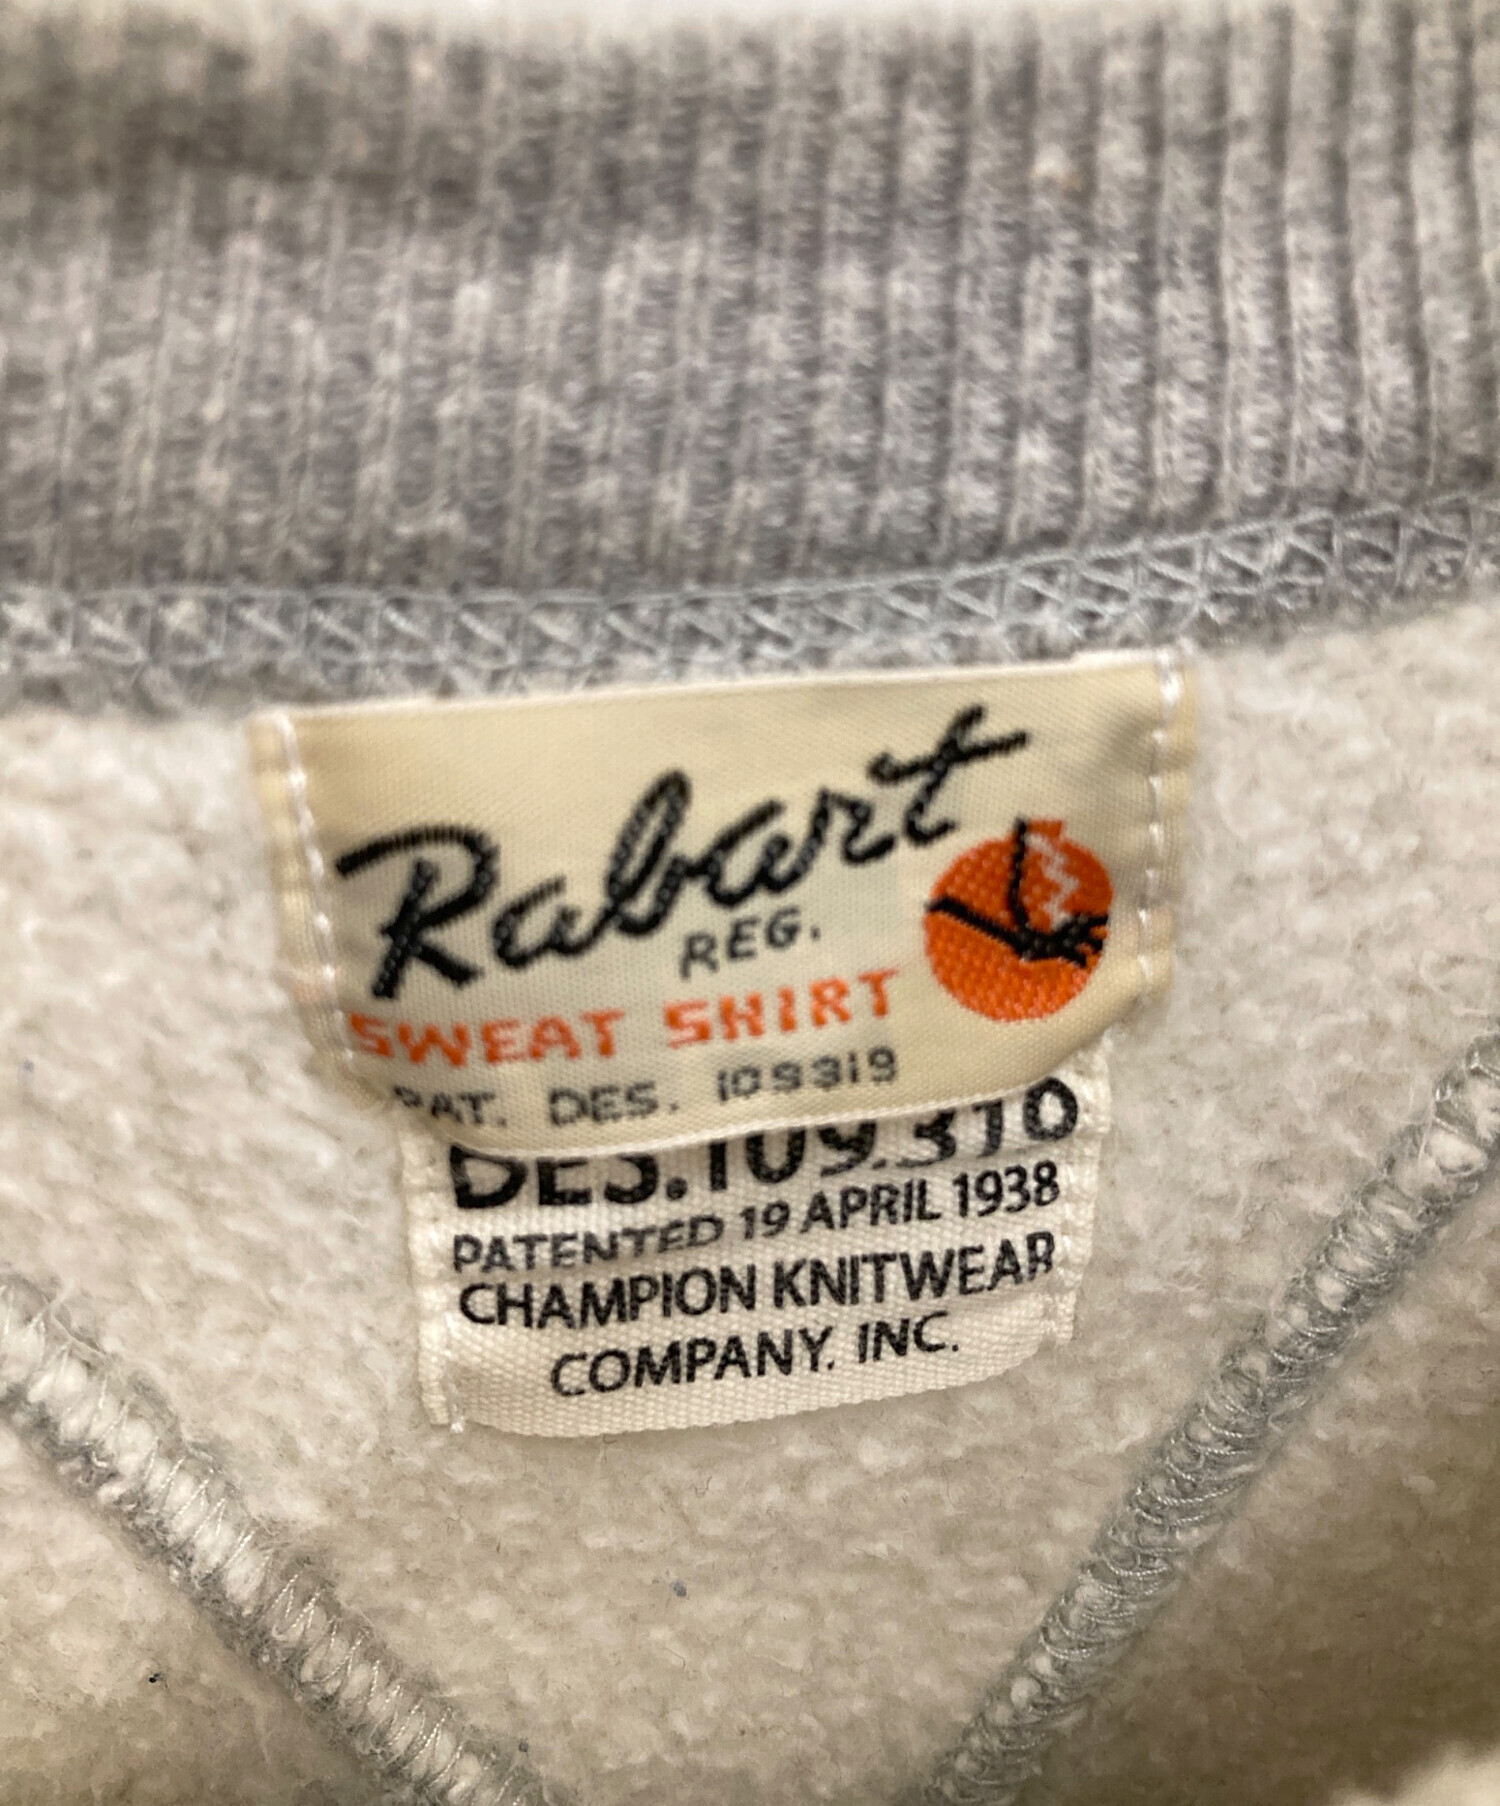 Rabart
REG.
SWEAT SHIRT
PAT. DES. 109319
DES.109.310
PATENTED 19 APRIL 1938
CHAMPION KNITWEAR
COMPANY. INC.